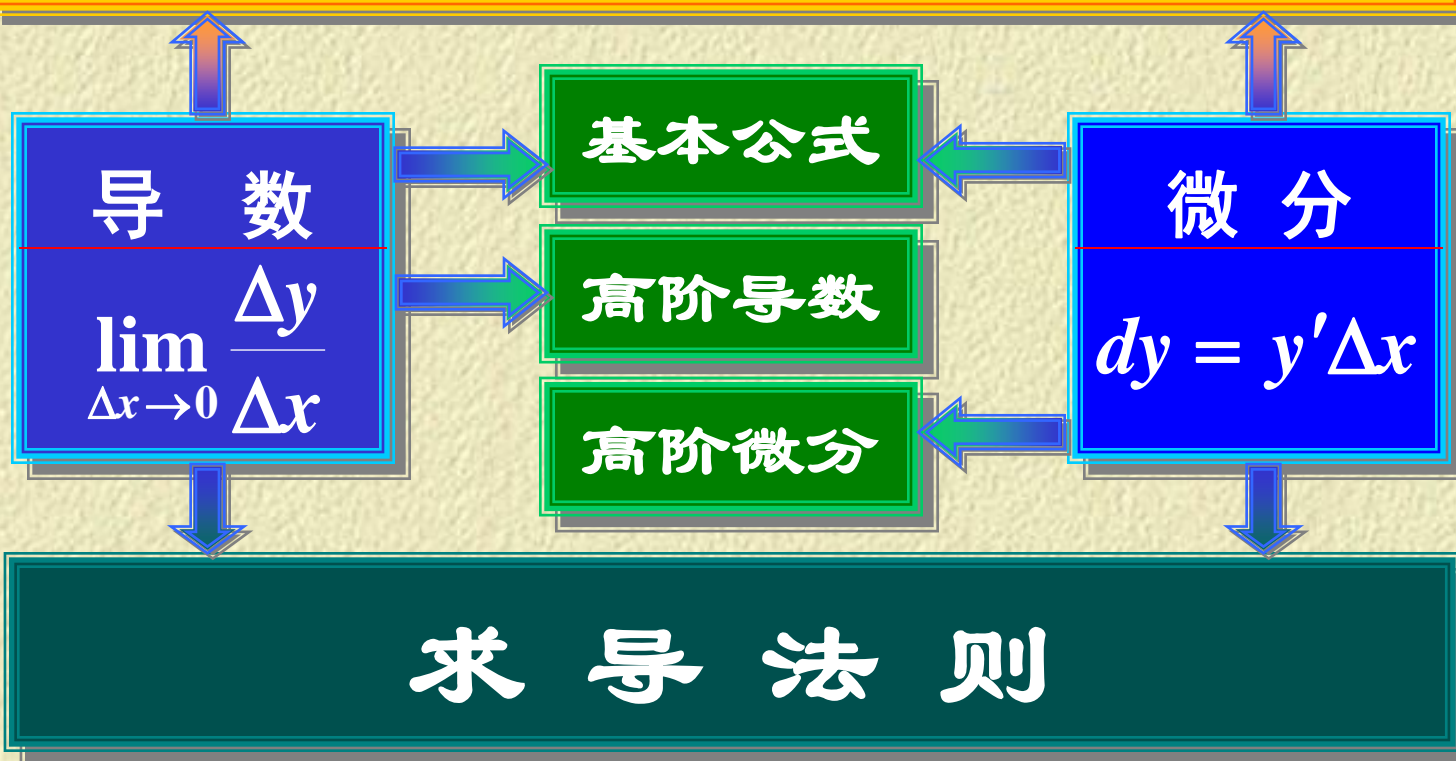 导 数
lim Δx→0 Δy/Δx
基本公式
高阶导数
高阶微分
微 分
dy = y′Δx
求 导 法 则